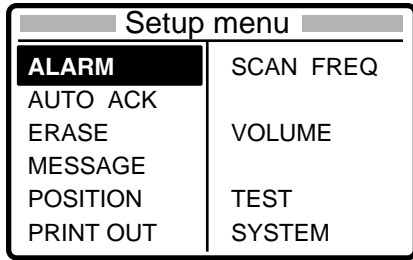 Setup menu
ALARM
AUTO ACK
ERASE
MESSAGE
POSITION
PRINT OUT
SCAN FREQ
VOLUME
TEST
SYSTEM